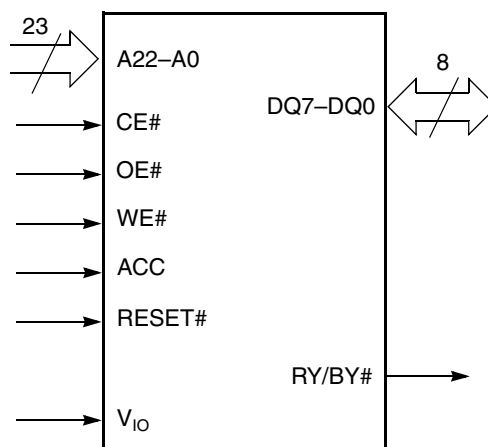 23
A22–A0
8
DQ7–DQ0
CE#
OE#
WE#
ACC
RESET#
RY/BY#
VIO